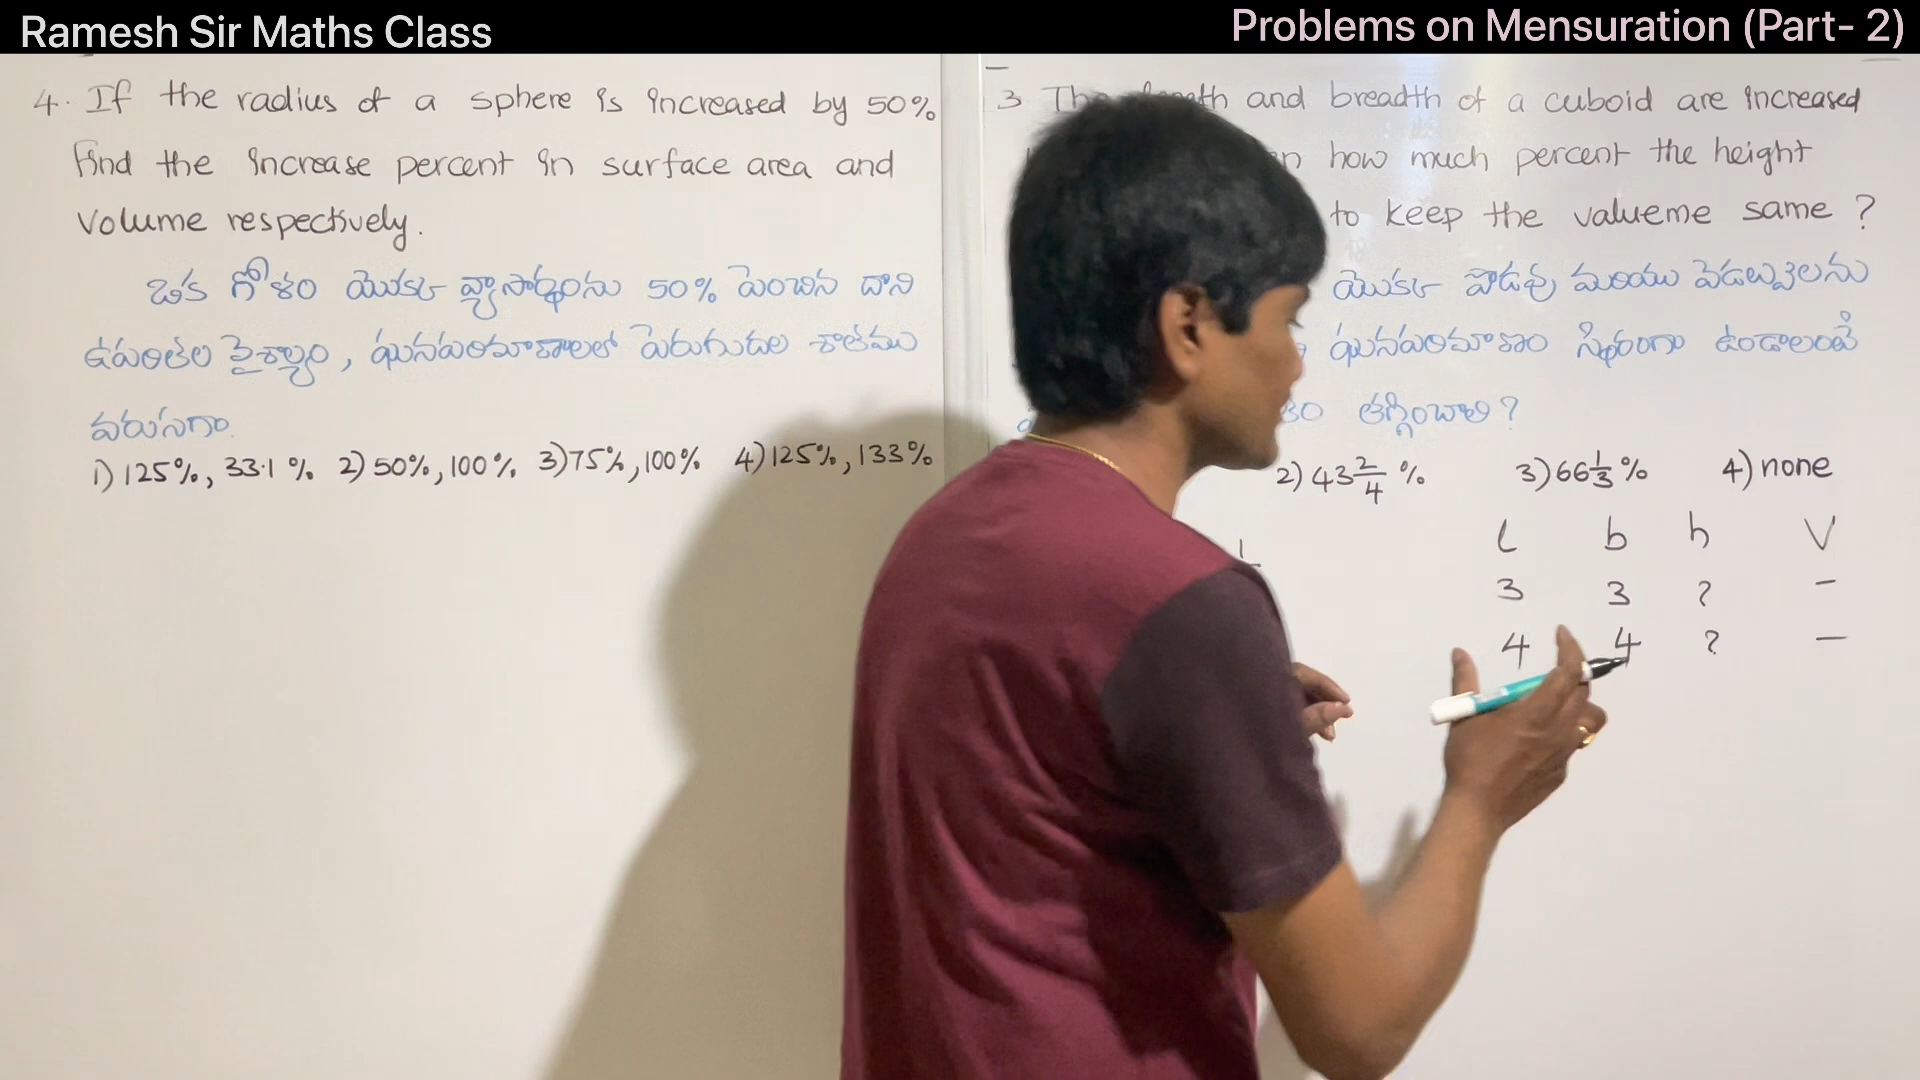 Ramesh Sir Maths Class
Problems on Mensuration (Part- 2)
4. If the radius of a sphere is increased by 50%
Find the increase percent in surface area and
Volume respectively.
ఒక గోళం యొక్క వ్యాసార్థంను 50% పెంచిన దాని
ఉపరితల వైశాల్యం, ఘనపరిమాణాలలో పెరుగుదల శాతము
వరుసగా.
1) 125%, 33.1 % 2) 50%, 100% 3) 75%, 100% 4) 125%, 133%
3 and breadth of a cuboid are increased
how much percent the height
to keep the valueme same ?
యొక్క పొడవు మరియు వెడల్పులను
ఘనపరిమాణం స్థిరంగా ఉండాలంటే
తగ్గించాలి?
2) 43 2/4 % 3) 66 1/3 % 4) none
l b h V
3 3 ? –
4 4 ? –